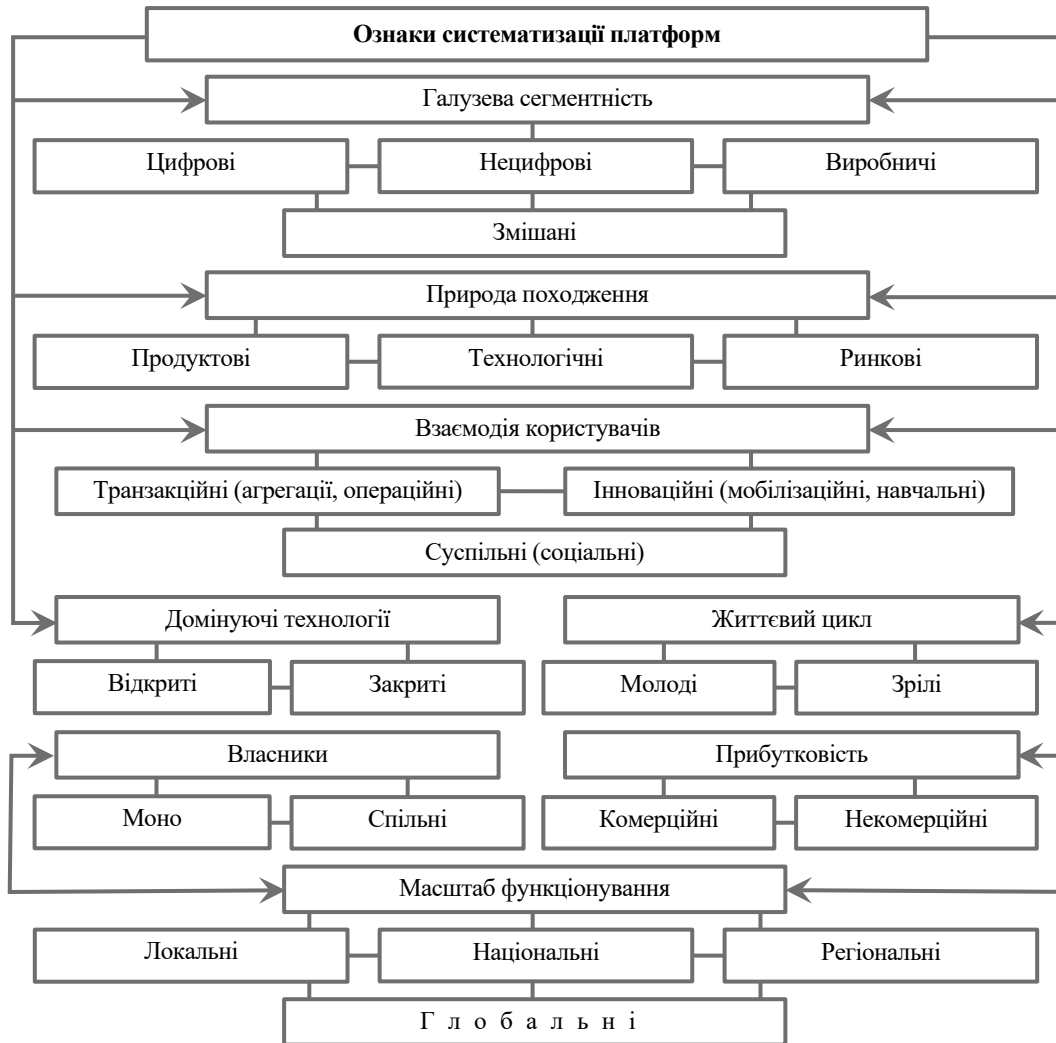 Ознаки систематизації платформ
Галузева сегментність
Цифрові
Нецифрові
Виробничі
Змішані
Природа походження
Продуктові
Технологічні
Ринкові
Взаємодія користувачів
Транзакційні (агрегації, операційні)
Інноваційні (мобілізаційні, навчальні)
Суспільні (соціальні)
Домінуючі технології
Життєвий цикл
Відкриті
Закриті
Молоді
Зрілі
Власники
Прибутковість
Моно
Спільні
Комерційні
Некомерційні
Масштаб функціонування
Локальні
Національні
Регіональні
Г л о б а л ь н і